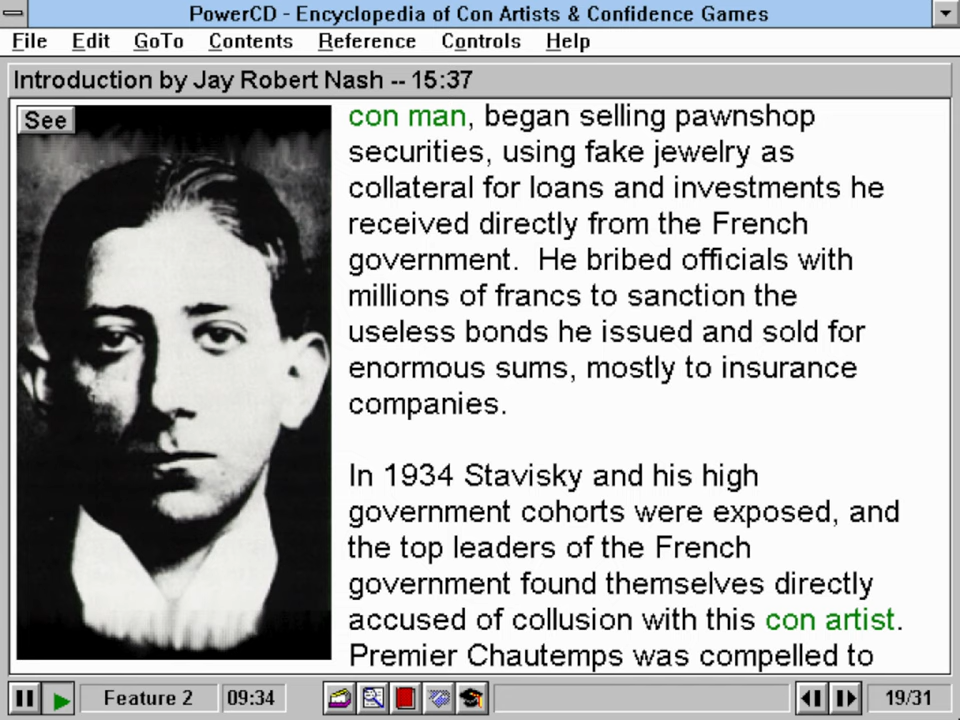 PowerCD - Encyclopedia of Con Artists & Confidence Games
File Edit GoTo Contents Reference Controls Help
Introduction by Jay Robert Nash -- 15:37
See
con man, began selling pawnshop
securities, using fake jewelry as
collateral for loans and investments he
received directly from the French
government.  He bribed officials with
millions of francs to sanction the
useless bonds he issued and sold for
enormous sums, mostly to insurance
companies.
In 1934 Stavisky and his high
government cohorts were exposed, and
the top leaders of the French
government found themselves directly
accused of collusion with this con artist.
Premier Chautemps was compelled to
Feature 2 09:34 19/31